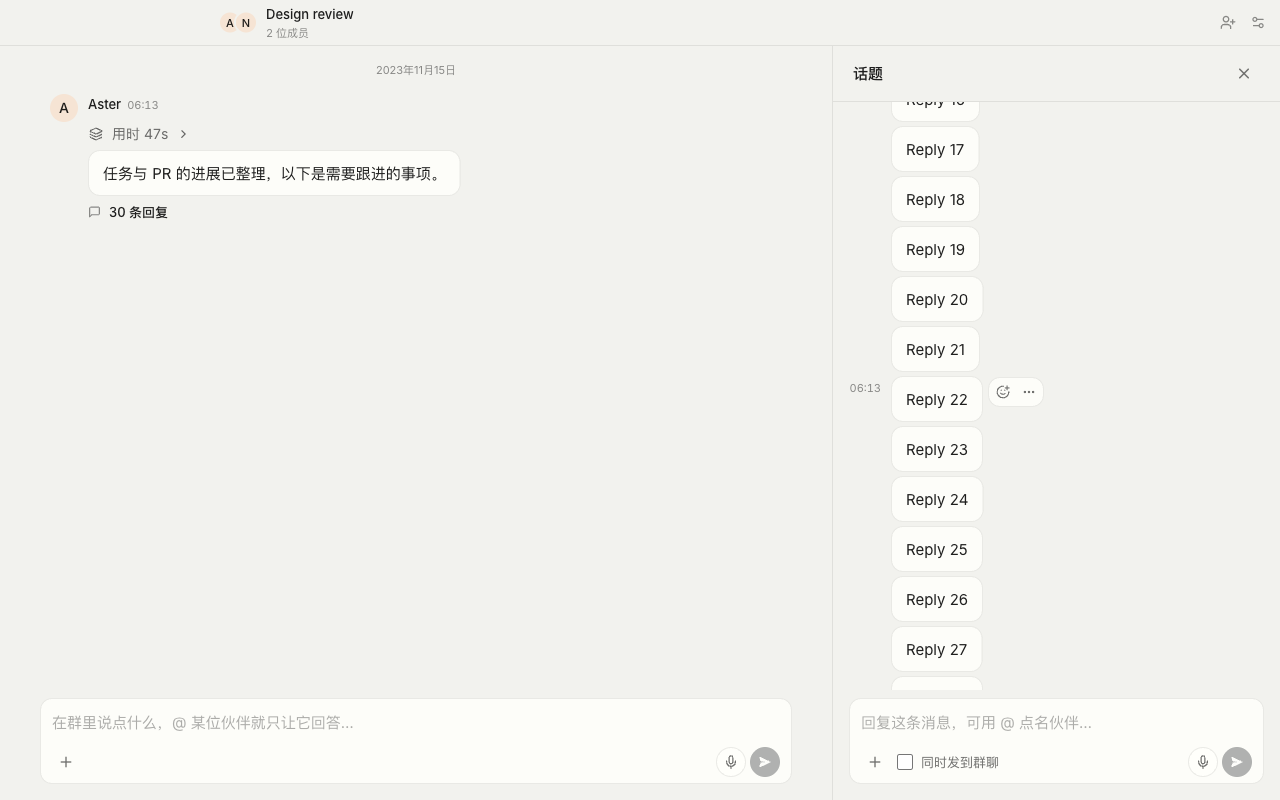 A N
Design review
2 位成员
2023年11月15日
A
Aster 06:13
用时 47s
任务与 PR 的进展已整理，以下是需要跟进的事项。
30 条回复
在群里说点什么，@ 某位伙伴就只让它回答...
话题
Reply 17
Reply 18
Reply 19
Reply 20
Reply 21
06:13
Reply 22
Reply 23
Reply 24
Reply 25
Reply 26
Reply 27
回复这条消息，可用 @ 点名伙伴...
同时发到群聊